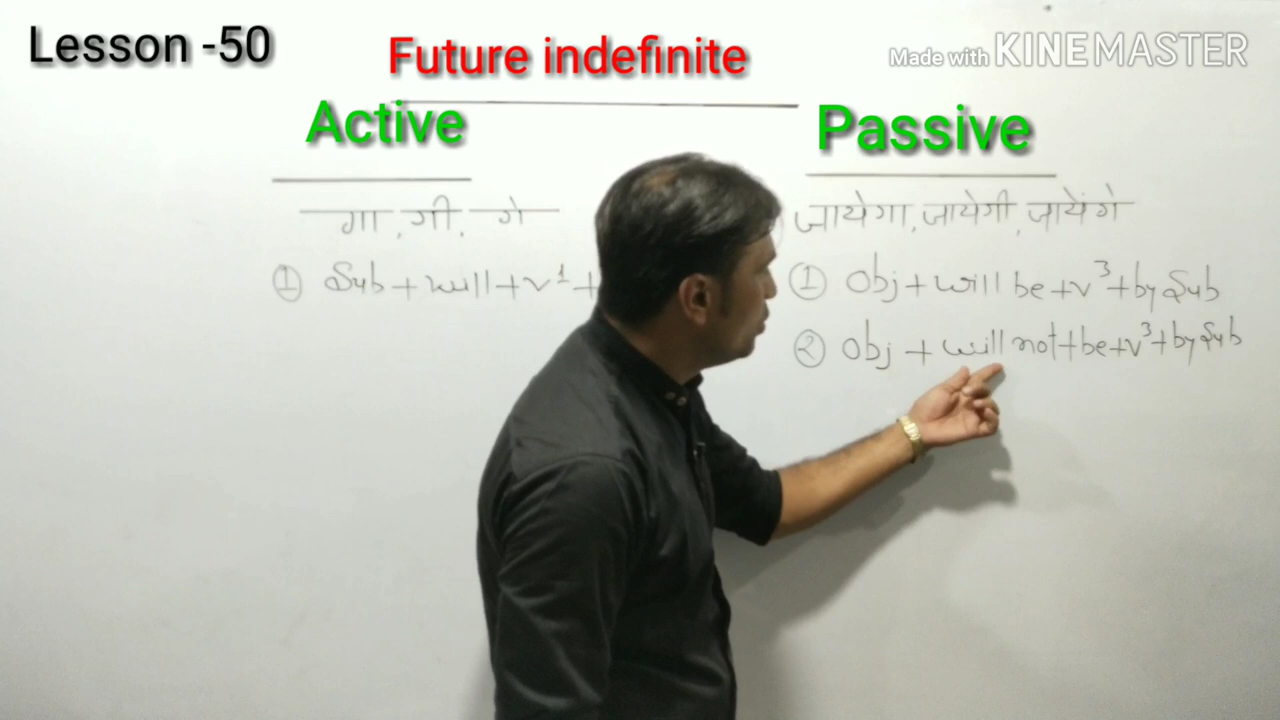 Lesson -50
Future indefinite
Made with KINEMASTER
Active
Passive
गा, गी, गे
जायेगा, जायेगी, जायेंगे
① Sub + will + v¹ +
① Obj + will be + v³ + by Sub
② Obj + will not + be + v³ + by Sub